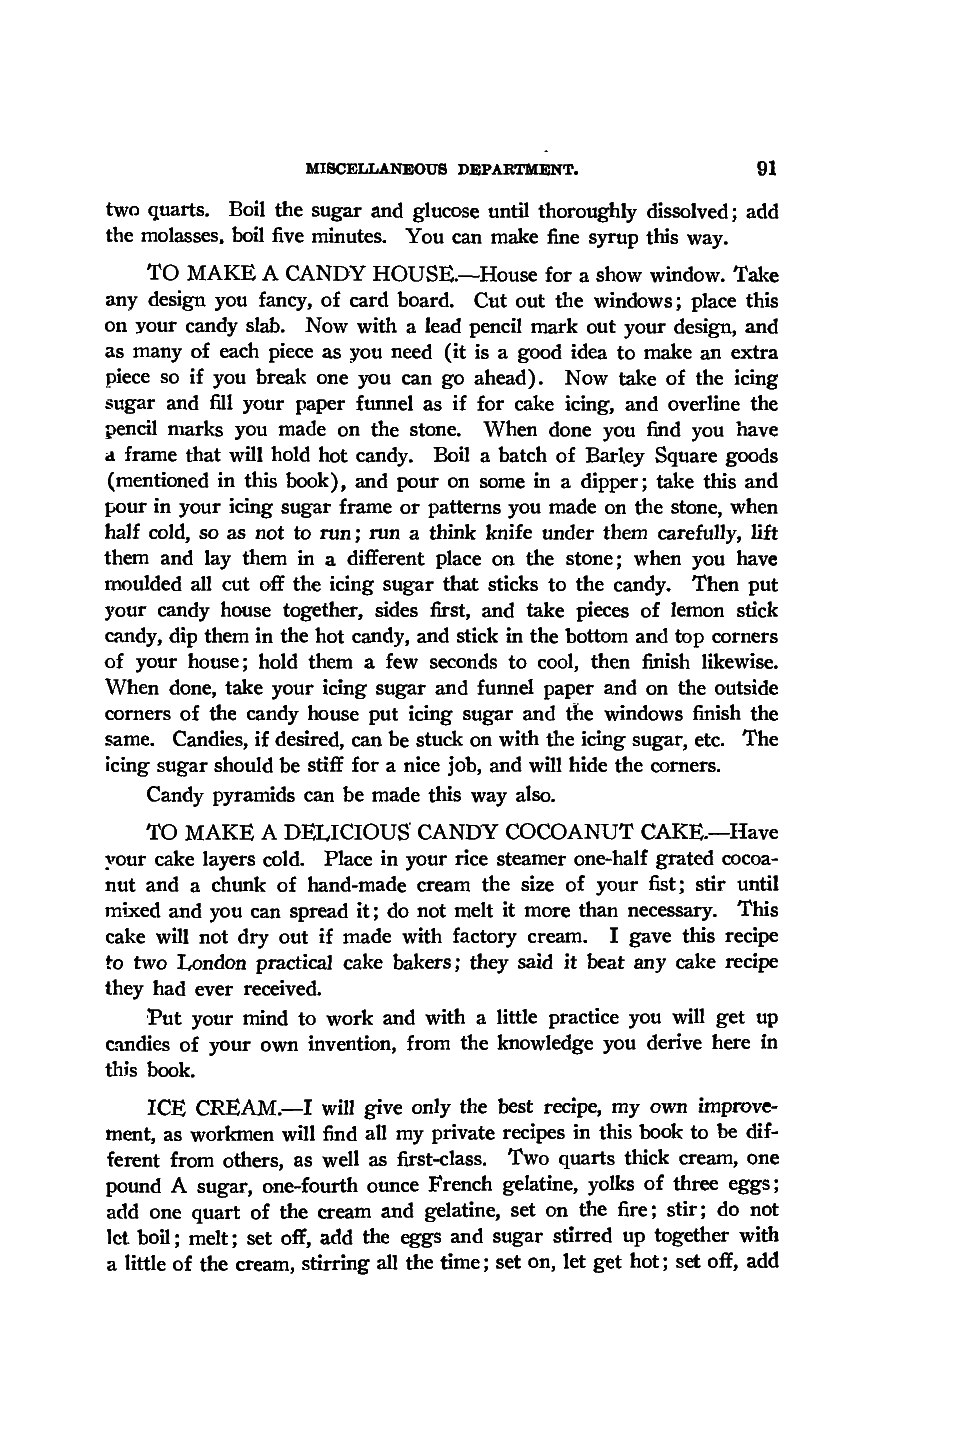 MISCELLANEOUS DEPARTMENT. 91
two quarts. Boil the sugar and glucose until thoroughly dissolved; add
the molasses, boil five minutes. You can make fine syrup this way.
TO MAKE A CANDY HOUSE.—House for a show window. Take
any design you fancy, of card board. Cut out the windows; place this
on your candy slab. Now with a lead pencil mark out your design, and
as many of each piece as you need (it is a good idea to make an extra
piece so if you break one you can go ahead). Now take of the icing
sugar and fill your paper funnel as if for cake icing, and overline the
pencil marks you made on the stone. When done you find you have
a frame that will hold hot candy. Boil a batch of Barley Square goods
(mentioned in this book), and pour on some in a dipper; take this and
pour in your icing sugar frame or patterns you made on the stone, when
half cold, so as not to run; run a think knife under them carefully, lift
them and lay them in a different place on the stone; when you have
moulded all cut off the icing sugar that sticks to the candy. Then put
your candy house together, sides first, and take pieces of lemon stick
candy, dip them in the hot candy, and stick in the bottom and top corners
of your house; hold them a few seconds to cool, then finish likewise.
When done, take your icing sugar and funnel paper and on the outside
corners of the candy house put icing sugar and the windows finish the
same. Candies, if desired, can be stuck on with the icing sugar, etc. The
icing sugar should be stiff for a nice job, and will hide the corners.
Candy pyramids can be made this way also.
TO MAKE A DELICIOUS CANDY COCOANUT CAKE.—Have
your cake layers cold. Place in your rice steamer one-half grated cocoa-
nut and a chunk of hand-made cream the size of your fist; stir until
mixed and you can spread it; do not melt it more than necessary. This
cake will not dry out if made with factory cream. I gave this recipe
to two London practical cake bakers; they said it beat any cake recipe
they had ever received.
Put your mind to work and with a little practice you will get up
candies of your own invention, from the knowledge you derive here in
this book.
ICE CREAM.—I will give only the best recipe, my own improve-
ment, as workmen will find all my private recipes in this book to be dif-
ferent from others, as well as first-class. Two quarts thick cream, one
pound A sugar, one-fourth ounce French gelatine, yolks of three eggs;
add one quart of the cream and gelatine, set on the fire; stir; do not
let boil; melt; set off, add the eggs and sugar stirred up together with
a little of the cream, stirring all the time; set on, let get hot; set off, add